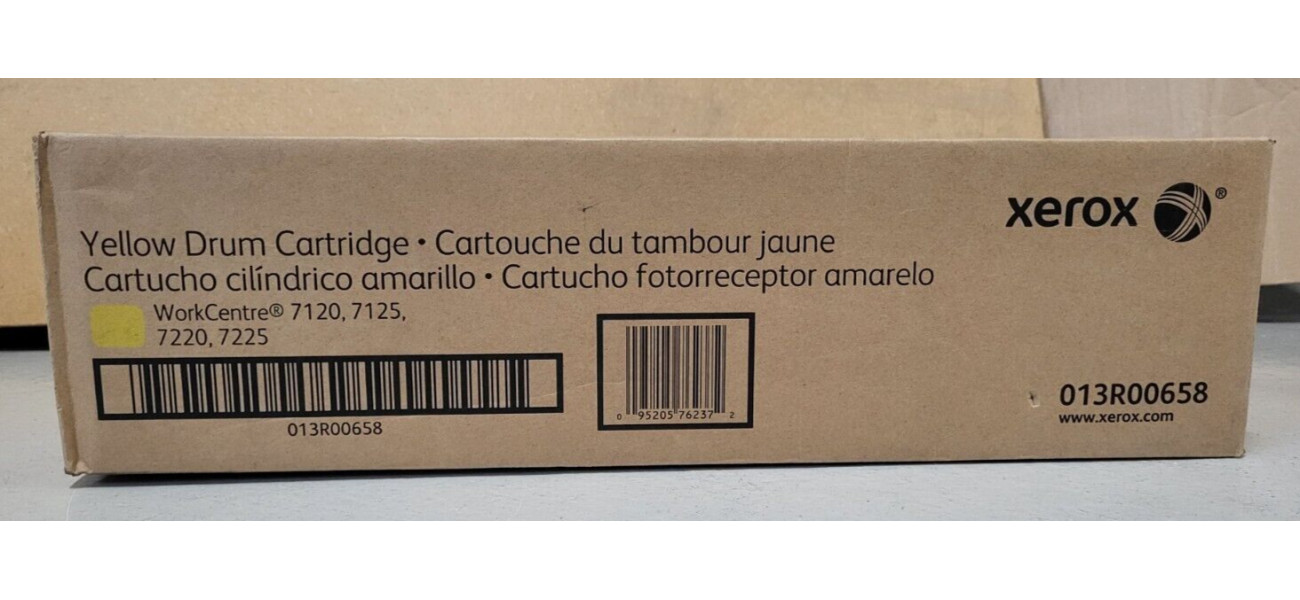 xerox ®
Yellow Drum Cartridge • Cartouche du tambour jaune
Cartucho cilíndrico amarillo • Cartucho fotorreceptor amarelo
WorkCentre® 7120, 7125,
7220, 7225
013R00658
0 95205 76237 2
013R00658
www.xerox.com